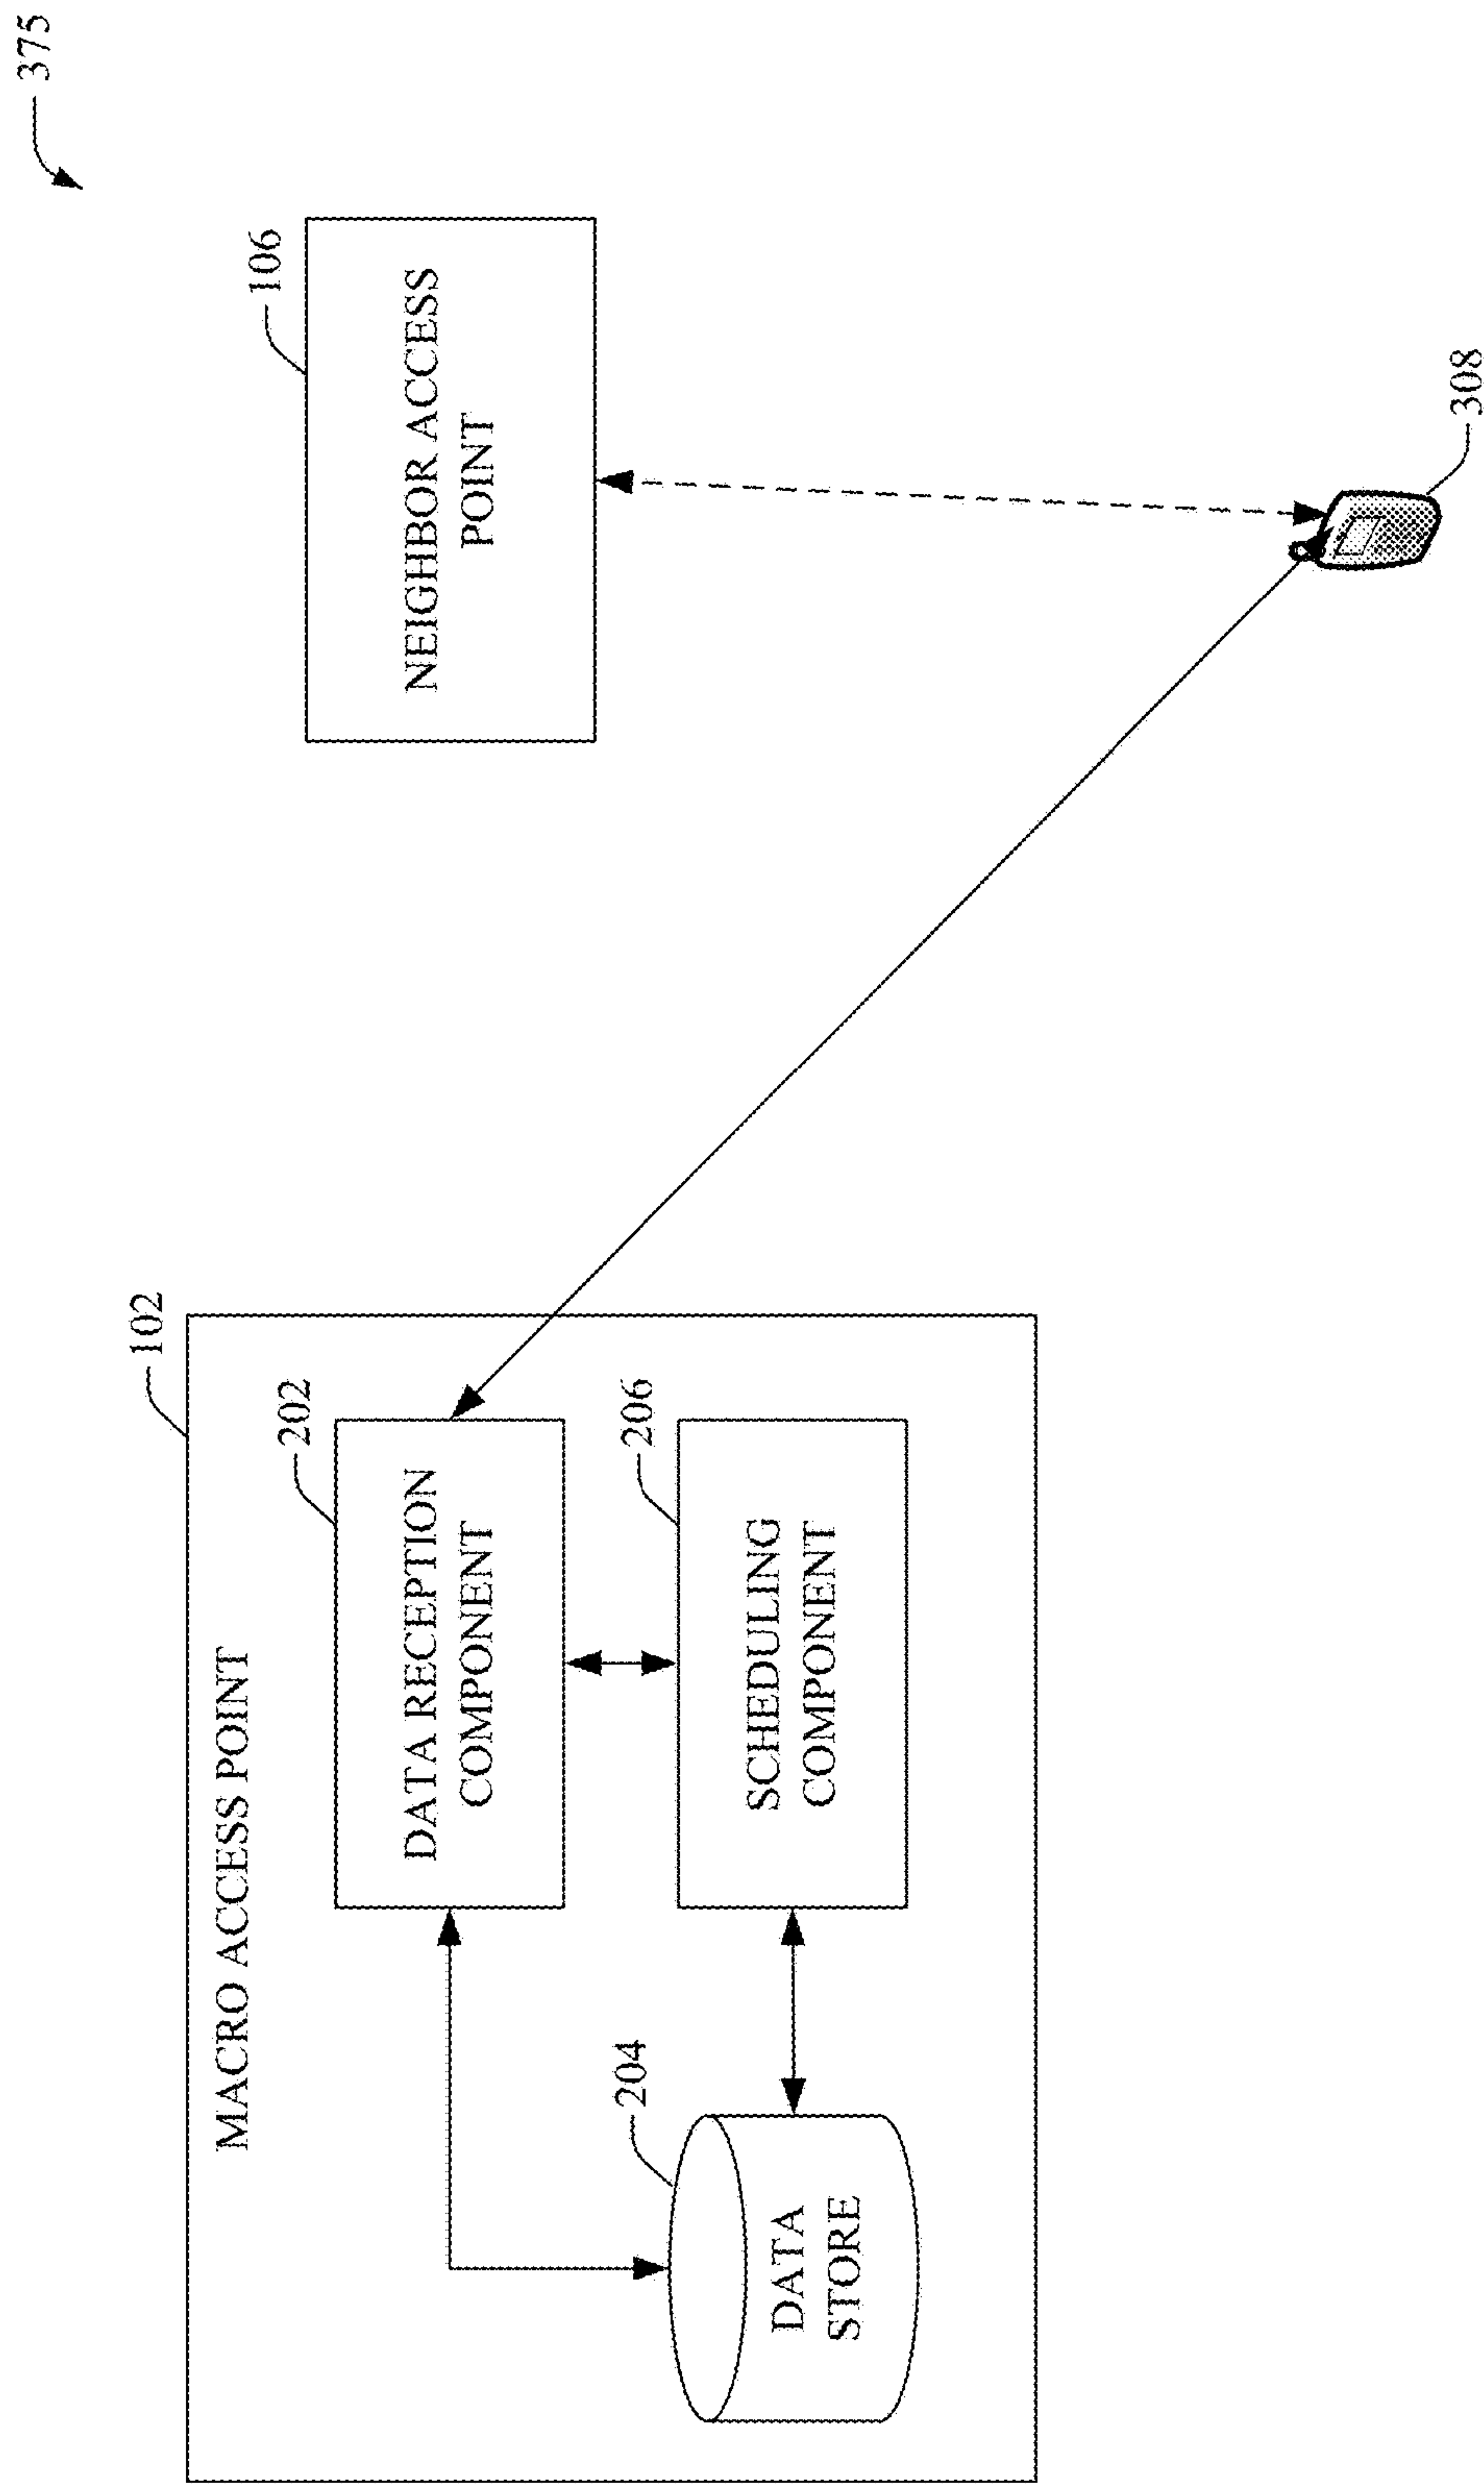 375
102
MACRO ACCESS POINT
202
DATA RECEPTION
COMPONENT
204
DATA
STORE
206
SCHEDULING
COMPONENT
106
NEIGHBOR ACCESS
POINT
308